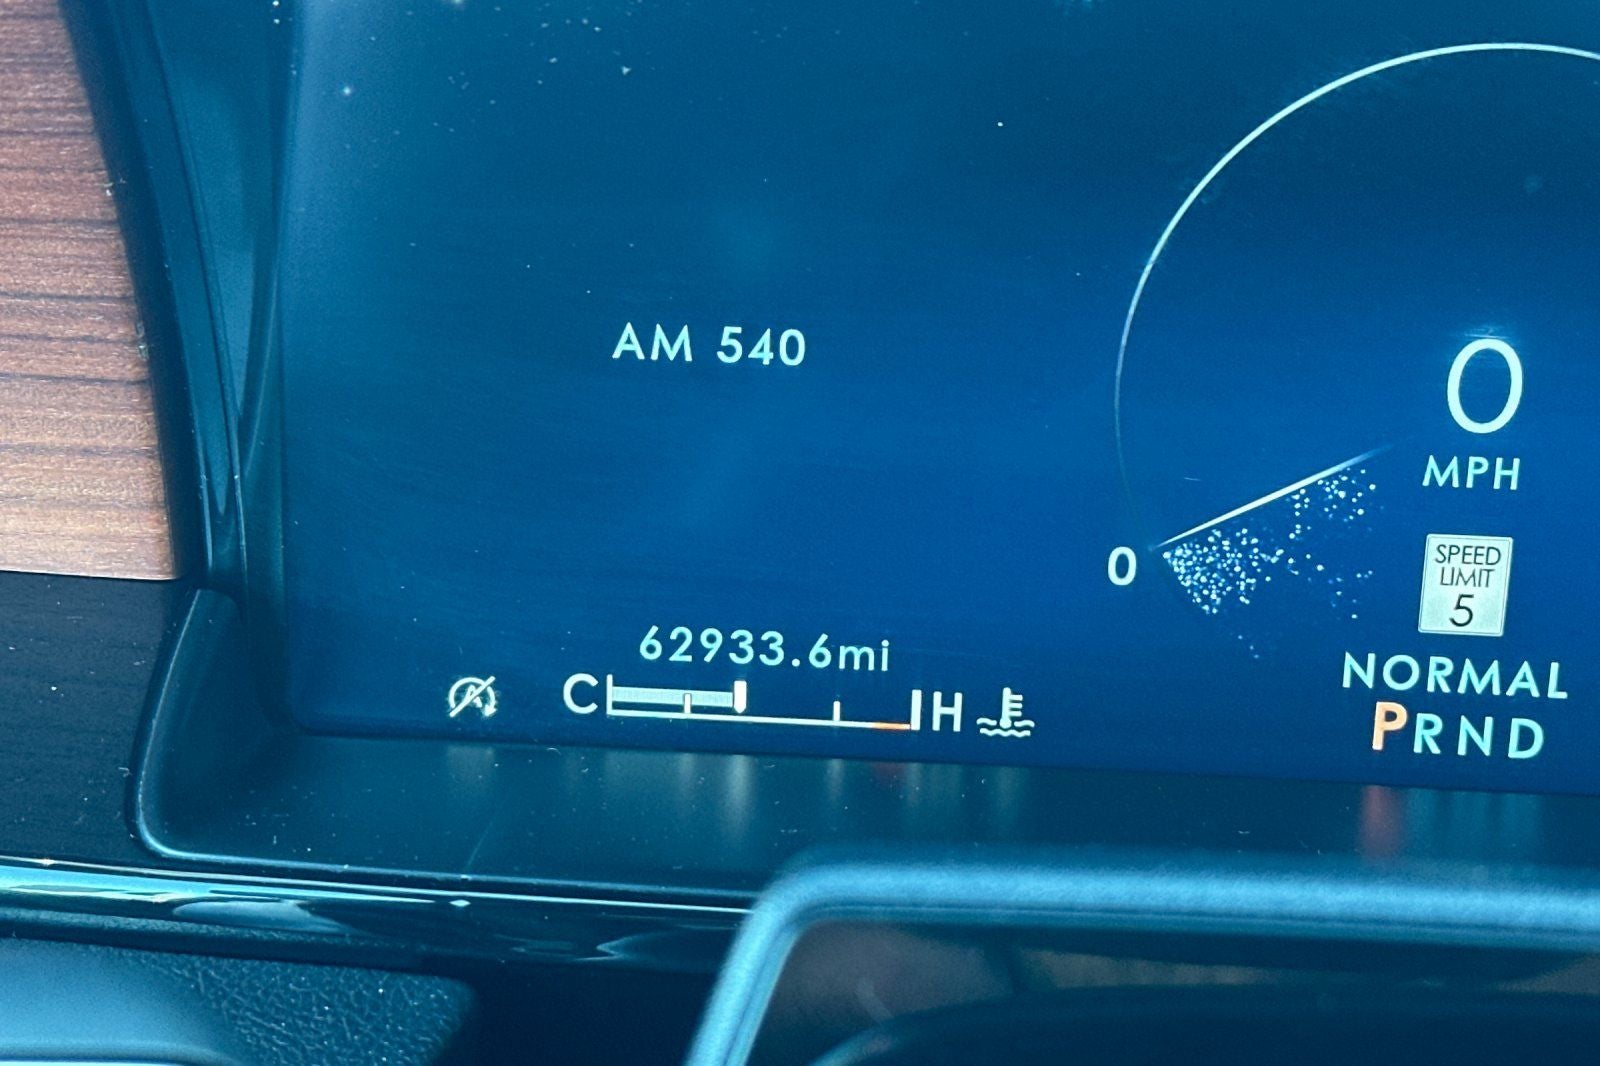 AM 540
0
MPH
0
SPEED
LIMIT
5
62933.6mi
NORMAL
A
C H
PRND